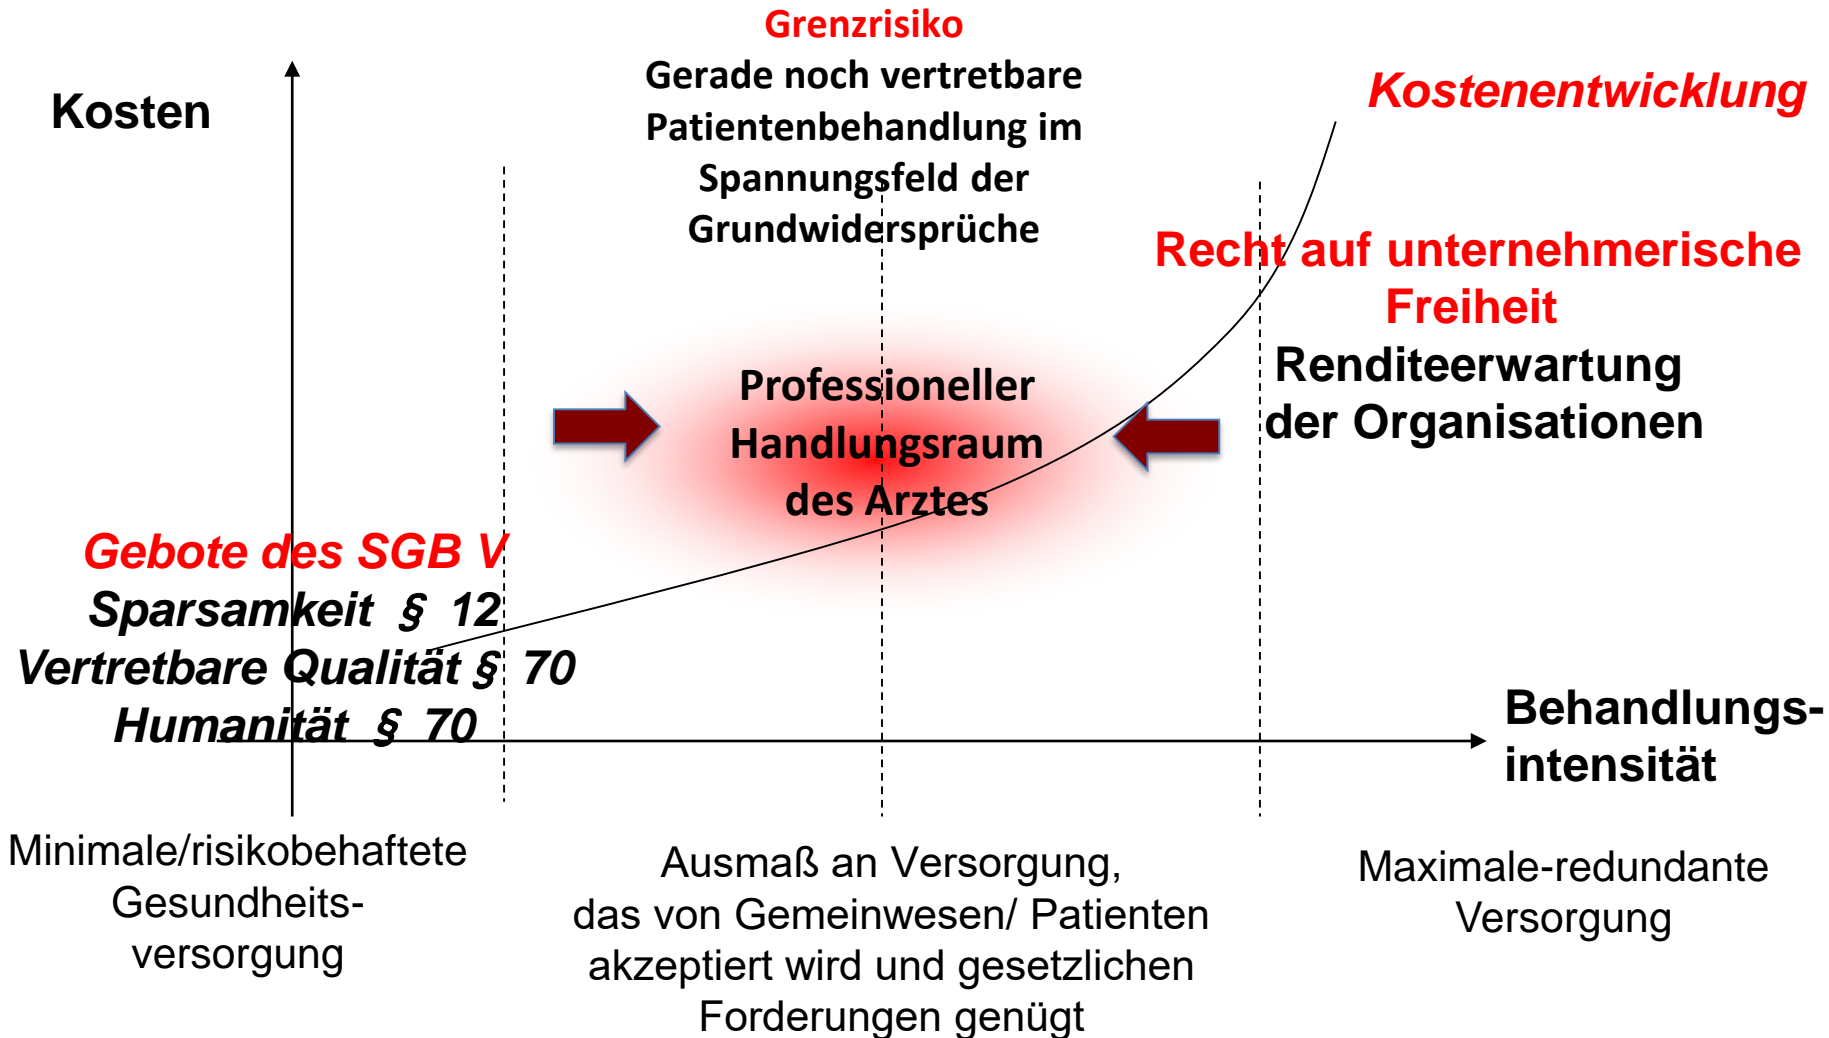 Grenzrisiko
Gerade noch vertretbare
Patientenbehandlung im
Spannungsfeld der
Grundwidersprüche
Kosten
Kostenentwicklung
Recht auf unternehmerische
Freiheit
Renditeerwartung
der Organisationen
Professioneller
Handlungsraum
des Arztes
Gebote des SGB V
Sparsamkeit § 12
Vertretbare Qualität § 70
Humanität § 70
Behandlungs-
intensität
Minimale/risikobehaftete
Gesundheits-
versorgung
Ausmaß an Versorgung,
das von Gemeinwesen/ Patienten
akzeptiert wird und gesetzlichen
Forderungen genügt
Maximale-redundante
Versorgung